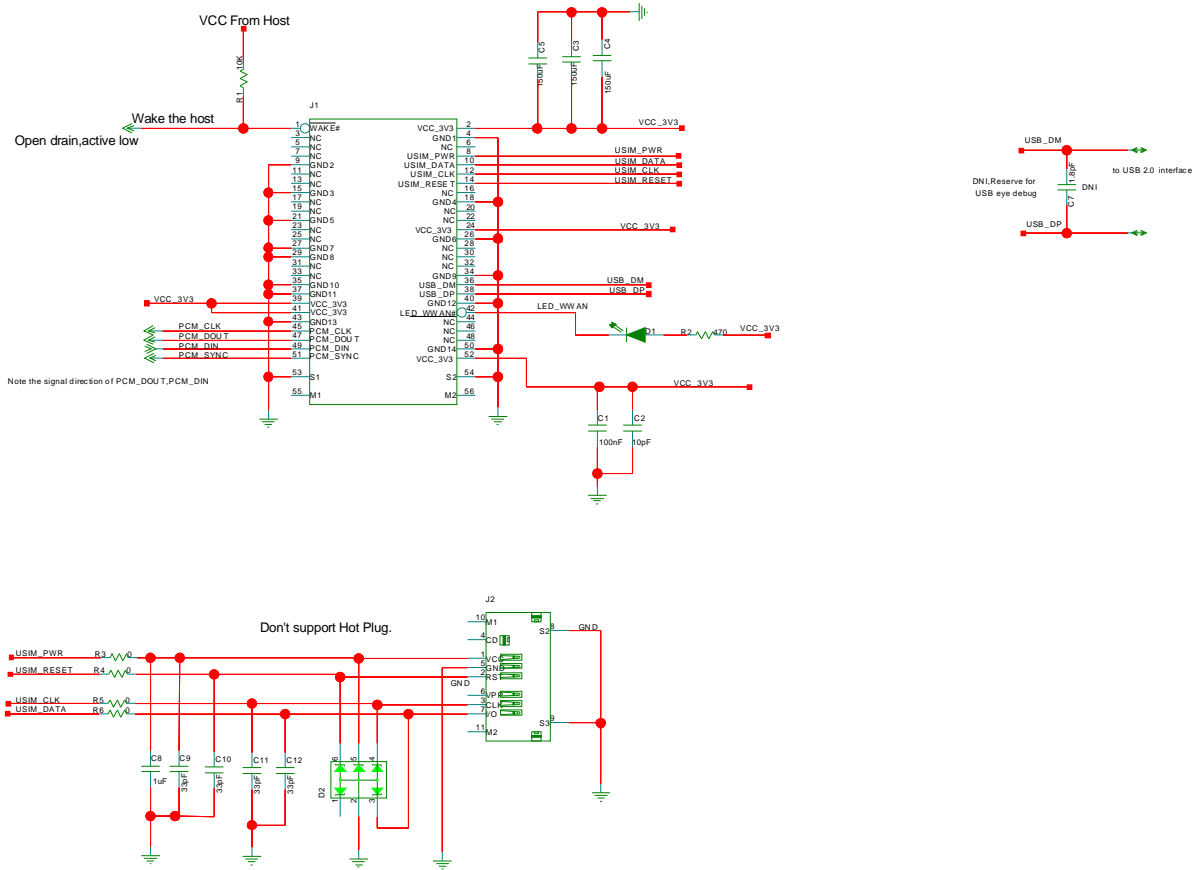 VCC From Host
10K
R1
C5
150uF
C3
150uF
C4
150uF
J1
Wake the host
Open drain,active low
1 WAKE#
3 NC
5 NC
7 NC
9 GND2
11 NC
13 NC
15 GND3
17 NC
19 NC
21 GND5
23 NC
25 NC
27 GND7
29 GND8
31 NC
33 NC
35 GND10
37 GND11
39 VCC_3V3
41 VCC_3V3
43 GND13
45 PCM_CLK
47 PCM_DOUT
49 PCM_DIN
51 PCM_SYNC
53 S1
55 M1
VCC_3V3 2
GND1 4
NC 6
USIM_PWR 8
USIM_DATA 10
USIM_CLK 12
USIM_RESET 14
NC 16
GND4 18
NC 20
NC 22
VCC_3V3 24
GND6 26
NC 28
NC 30
NC 32
GND9 34
USB_DM 36
USB_DP 38
GND12 40
LED_WWAN# 42
NC 44
NC 46
NC 48
GND14 50
VCC_3V3 52
S2 54
M2 56
VCC_3V3
USIM_PWR
USIM_DATA
USIM_CLK
USIM_RESET
VCC_3V3
USB_DM
USB_DP
LED_WWAN
D1
R2
470
VCC_3V3
VCC_3V3
C1
100nF
C2
10pF
VCC_3V3
PCM_CLK
PCM_DOUT
PCM_DIN
PCM_SYNC
Note the signal direction of PCM_DOUT,PCM_DIN
USB_DM
to USB 2.0 interface
1.8pF
DNI
C7
DNI,Reserve for
USB eye debug
USB_DP
Don't support Hot Plug.
USIM_PWR R3 0
USIM_RESET R4 0
USIM_CLK R5 0
USIM_DATA R6 0
C8
1uF
C9
33pF
C10
33pF
C11
33pF
C12
33pF
D2
6
5
4
1
2
3
J2
10 M1
4 CD
1 VCC
5 GND
2 RST
GND
6 VPP
3 CLK
7 I/O
11 M2
S2 8
GND
S3 9